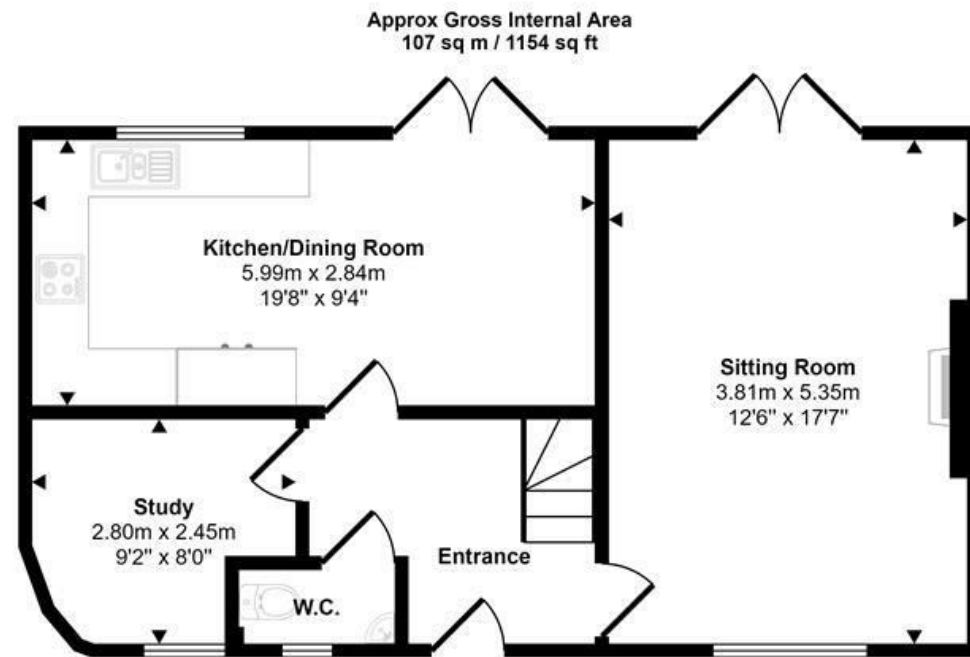 Approx Gross Internal Area
107 sq m / 1154 sq ft
Kitchen/Dining Room
5.99m x 2.84m
19'8" x 9'4"
Sitting Room
3.81m x 5.35m
12'6" x 17'7"
Study
2.80m x 2.45m
9'2" x 8'0"
Entrance
W.C.